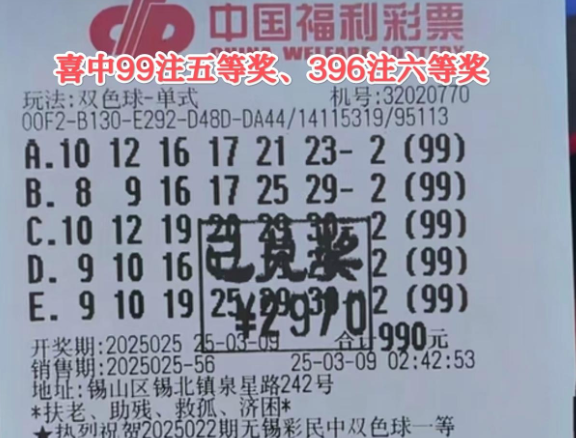 中国福利彩票
CHINA WELFARE LOTTERY
喜中99注五等奖、396注六等奖
玩法:双色球-单式 机号:32020770
00F2-B130-E292-D48D-DA44/14115319/95113
A.10 12 16 17 21 23- 2 (99)
B. 8 9 16 17 25 29- 2 (99)
C.10 12 19 20 29 30- 2 (99)
D. 9 10 16 2 (99)
E. 9 10 19 25 29 30- 2 (99)
已兑奖
¥2970
开奖期:2025025 25-03-09 合计990元
销售期:2025025-56 25-03-09 02:42:53
地址:锡山区锡北镇泉星路242号
*扶老、助残、救孤、济困*
★热烈祝贺2025022期无锡彩民中双色球一等